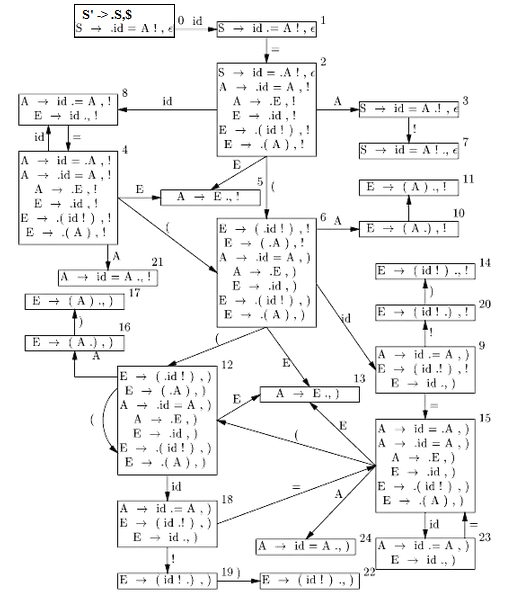 S' -> .S,$
S → .id = A ! , ϵ
0
id
S → id .= A ! , ϵ
1
=
2
S → id = .A ! , ϵ
A → .id = A , !
A → .E , !
E → .id , !
E → .( id ! ) , !
E → .( A ) , !
8
A → id .= A , !
E → id ., !
id
A
3
S → id = A .! , ϵ
!
S → id = A ! ., ϵ
7
id
=
4
A → id = .A , !
A → .id = A , !
A → .E , !
E → .id , !
E → .( id ! ) , !
E → .( A ) , !
E
E
5
A → E ., !
(
(
11
E → ( A ) ., !
)
10
E → ( A .) , !
6
E → ( .id ! ) , !
E → ( .A ) , !
A → .id = A , )
A → .E , )
E → .id , )
E → .( id ! ) , )
E → .( A ) , )
A
A
21
A → id = A ., !
17
E → ( A ) ., )
)
16
E → ( A .) , )
A
14
E → ( id ! ) ., !
)
20
E → ( id ! .) , !
!
id
9
A → id .= A , )
E → ( id .! ) , !
E → id ., )
=
(
E
12
E → ( .id ! ) , )
E → ( .A ) , )
A → .id = A , )
A → .E , )
E → .id , )
E → .( id ! ) , )
E → .( A ) , )
(
13
A → E ., )
E
E
(
15
A → id = .A , )
A → .id = A , )
A → .E , )
E → .id , )
E → .( id ! ) , )
E → .( A ) , )
id
18
A → id .= A , )
E → ( id .! ) , )
E → id ., )
=
A
24
A → id = A ., )
id
=
23
A → id .= A , )
E → id ., )
!
19
E → ( id ! .) , )
)
22
E → ( id ! ) ., )